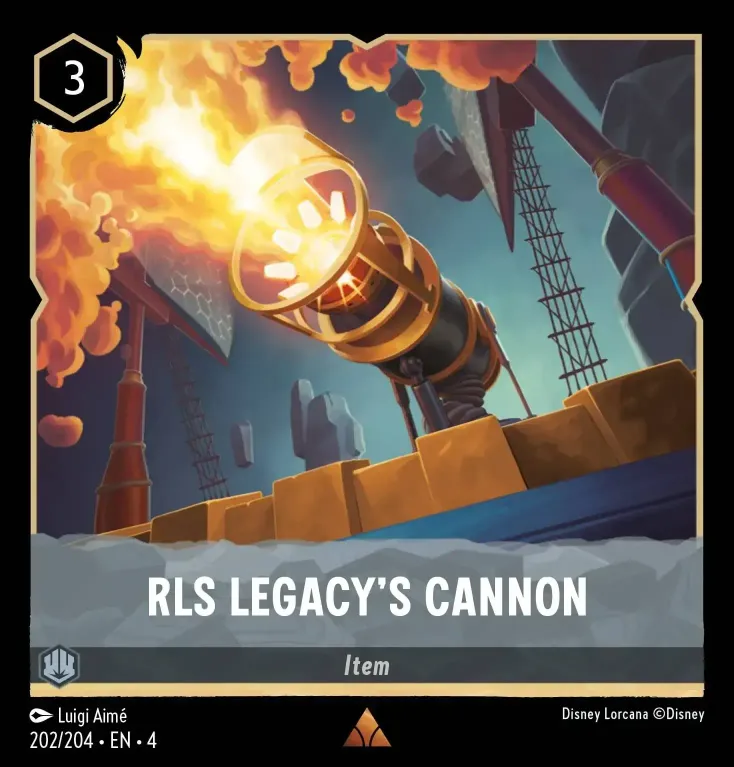 3
RLS LEGACY'S CANNON
Item
Luigi Aimé
Disney Lorcana ©Disney
202/204 • EN • 4